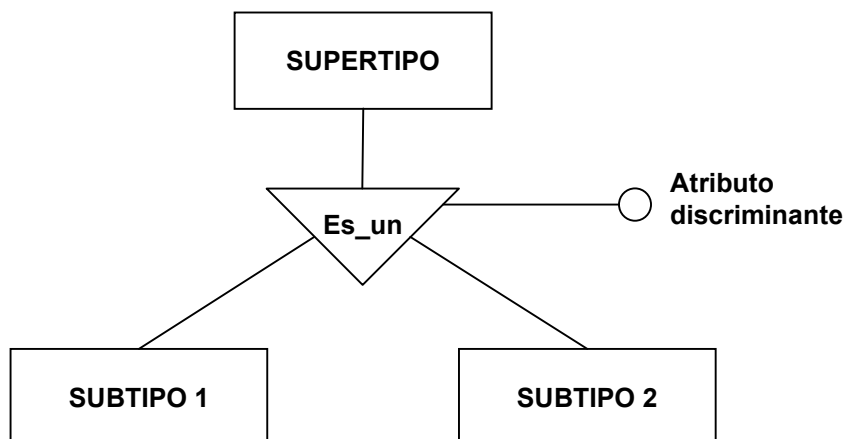 SUPERTIPO
Es_un
Atributo
discriminante
SUBTIPO 1
SUBTIPO 2